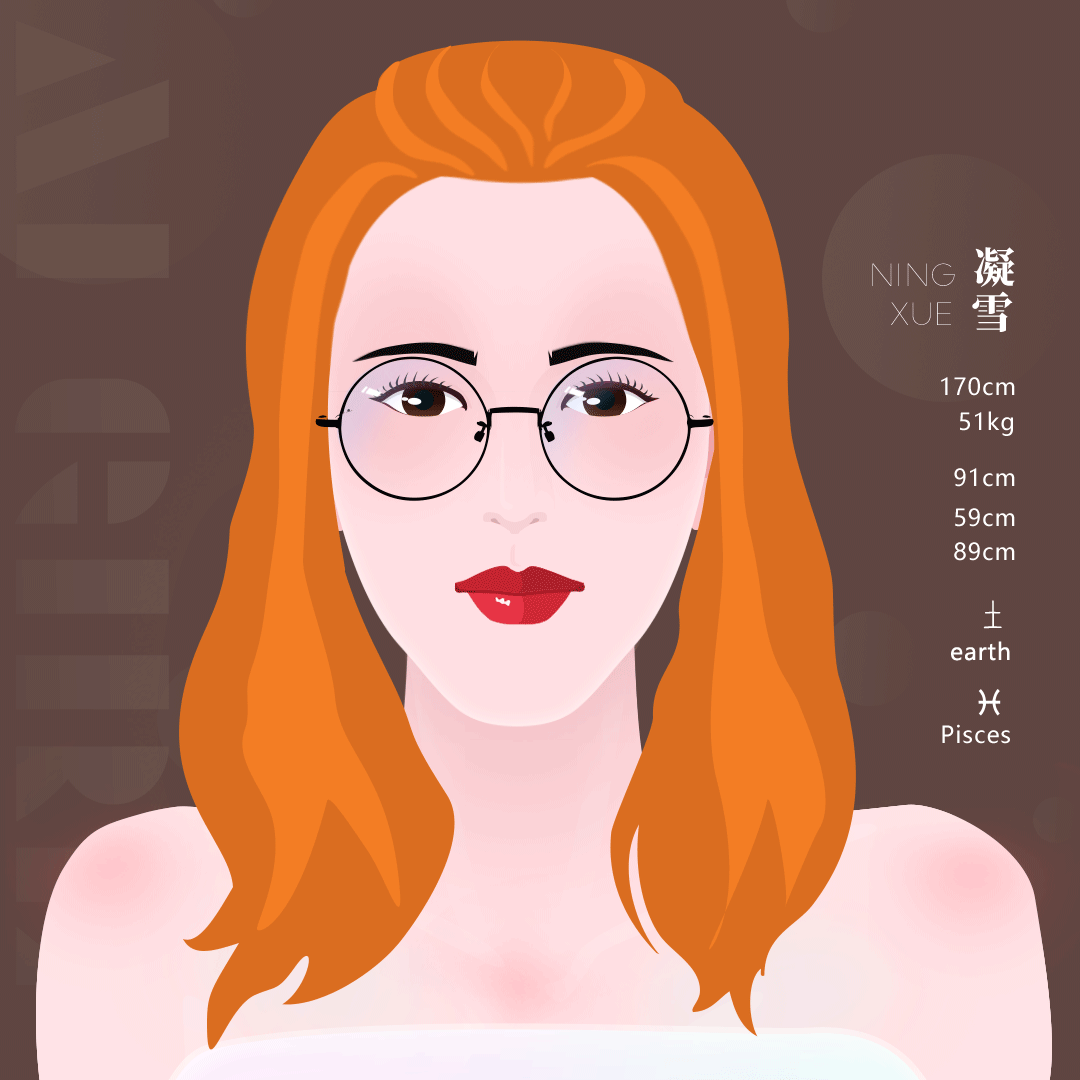 NING
XUE
凝雪
170cm
51kg
91cm
59cm
89cm
土
earth
♓
Pisces